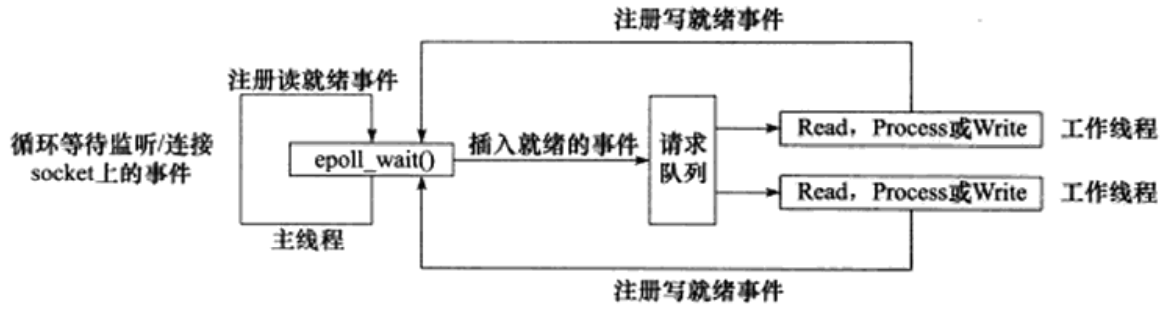 注册写就绪事件
注册读就绪事件
循环等待监听/连接
socket上的事件
epoll_wait()
插入就绪的事件
请求
队列
Read，Process或Write
工作线程
Read，Process或Write
工作线程
主线程
注册写就绪事件